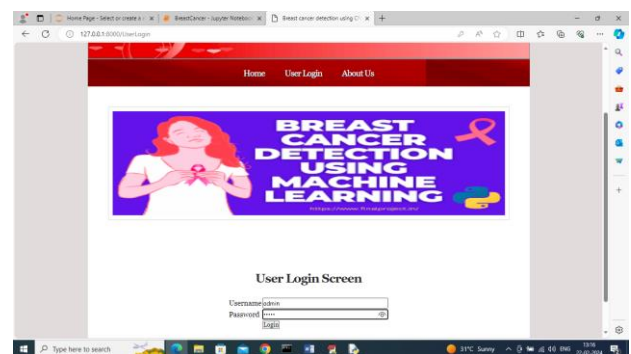 Home Page - Select or create a n
BreastCancer - Jupyter Notebook
Breast cancer detection using C
127.0.0.1:8000/UserLogin
Home User Login About Us
BREAST
CANCER
DETECTION
USING
MACHINE
LEARNING
User Login Screen
Username admin
Password •••••
Login
Type here to search
31°C Sunny
ENG
13:16